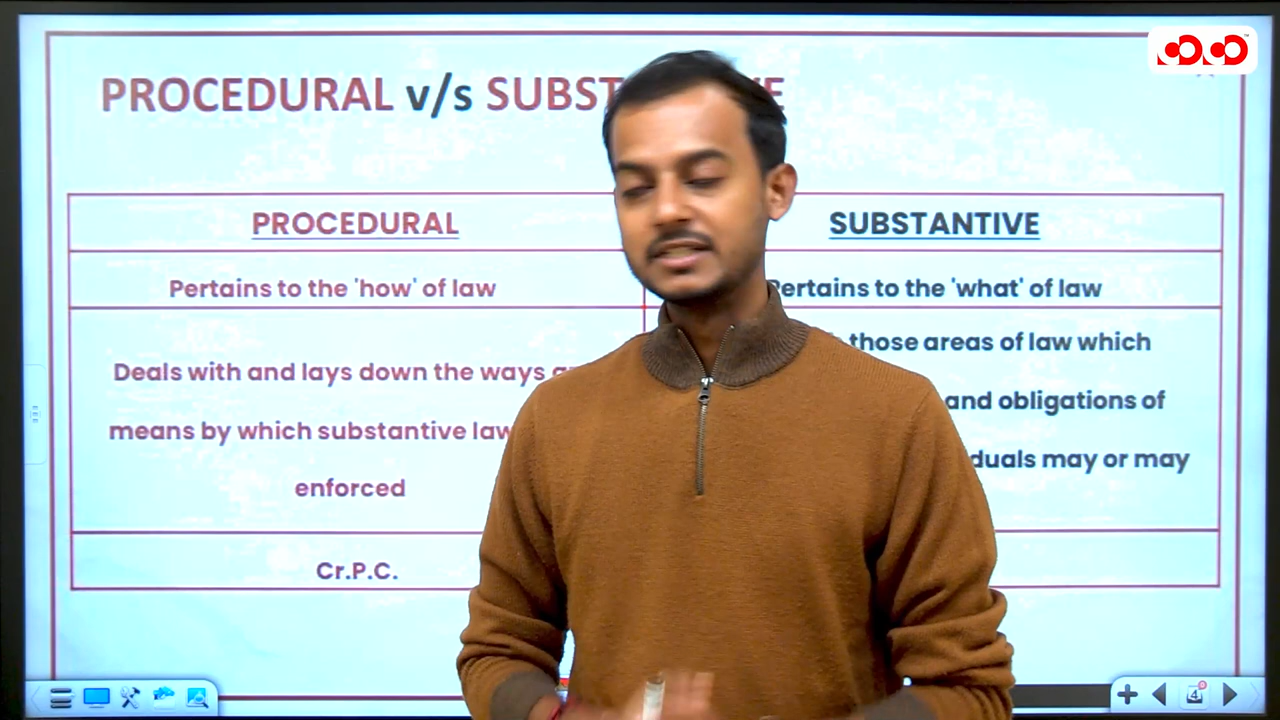 PROCEDURAL v/s
PROCEDURAL
SUBSTANTIVE
Pertains to the 'how' of law
Pertains to the 'what' of law
Deals with and lays down the ways
means by which substantive law
enforced
those areas of law which
and obligations of
may or may
Cr.P.C.
4